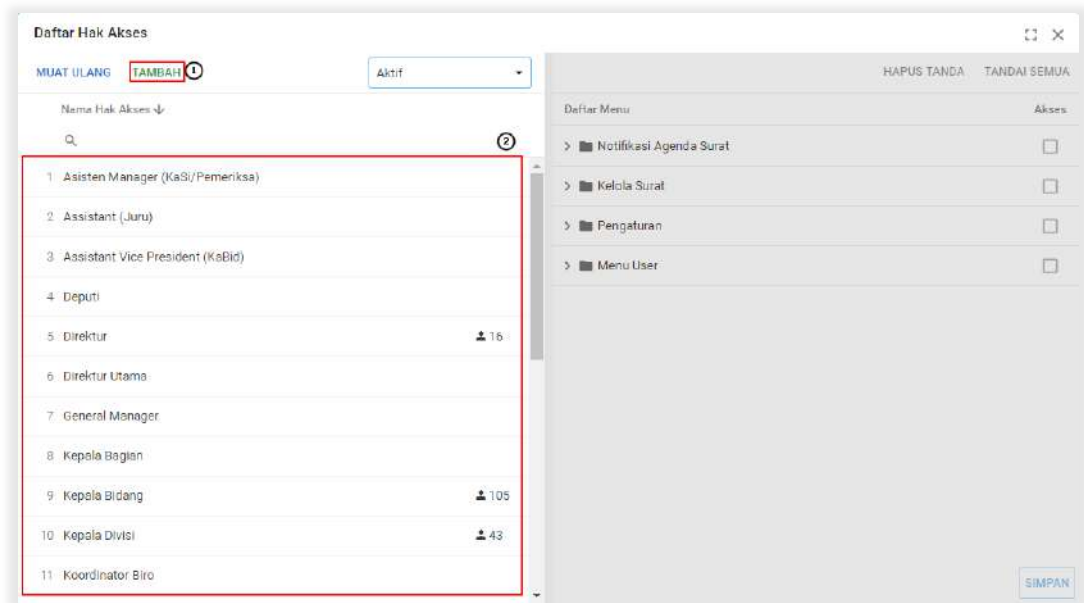 Daftar Hak Akses
MUAT ULANG TAMBAH 1 Aktif
Nama Hak Akses
2
1 Asisten Manager (KaSi/Pemeriksa)
2 Assistant (Juru)
3 Assistant Vice President (KaBid)
4 Deputi
5 Direktur 16
6 Direktur Utama
7 General Manager
8 Kepala Bagian
9 Kepala Bidang 105
10 Kepala Divisi 43
11 Koordinator Biro
HAPUS TANDA TANDAI SEMUA
Daftar Menu Akses
Notifikasi Agenda Surat
Kelola Surat
Pengaturan
Menu User
SIMPAN